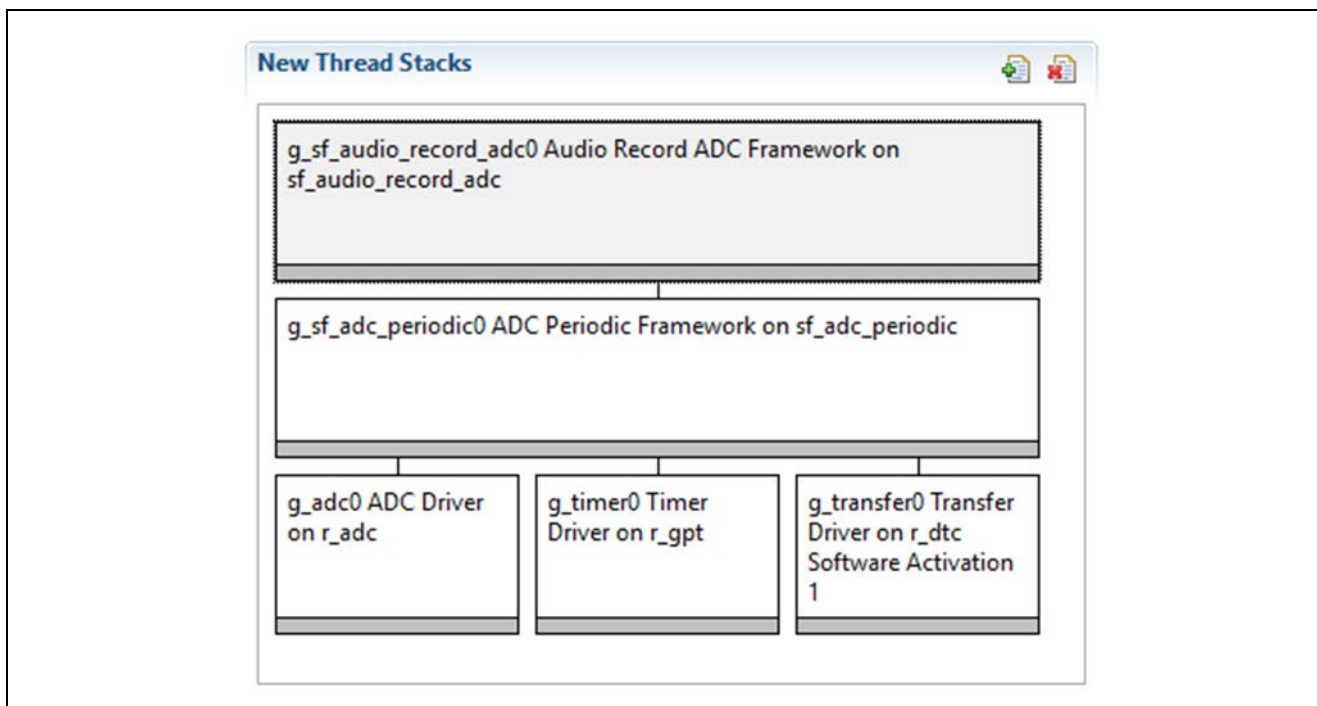 New Thread Stacks
g_sf_audio_record_adc0 Audio Record ADC Framework on
sf_audio_record_adc
g_sf_adc_periodic0 ADC Periodic Framework on sf_adc_periodic
g_adc0 ADC Driver
on r_adc
g_timer0 Timer
Driver on r_gpt
g_transfer0 Transfer
Driver on r_dtc
Software Activation
1